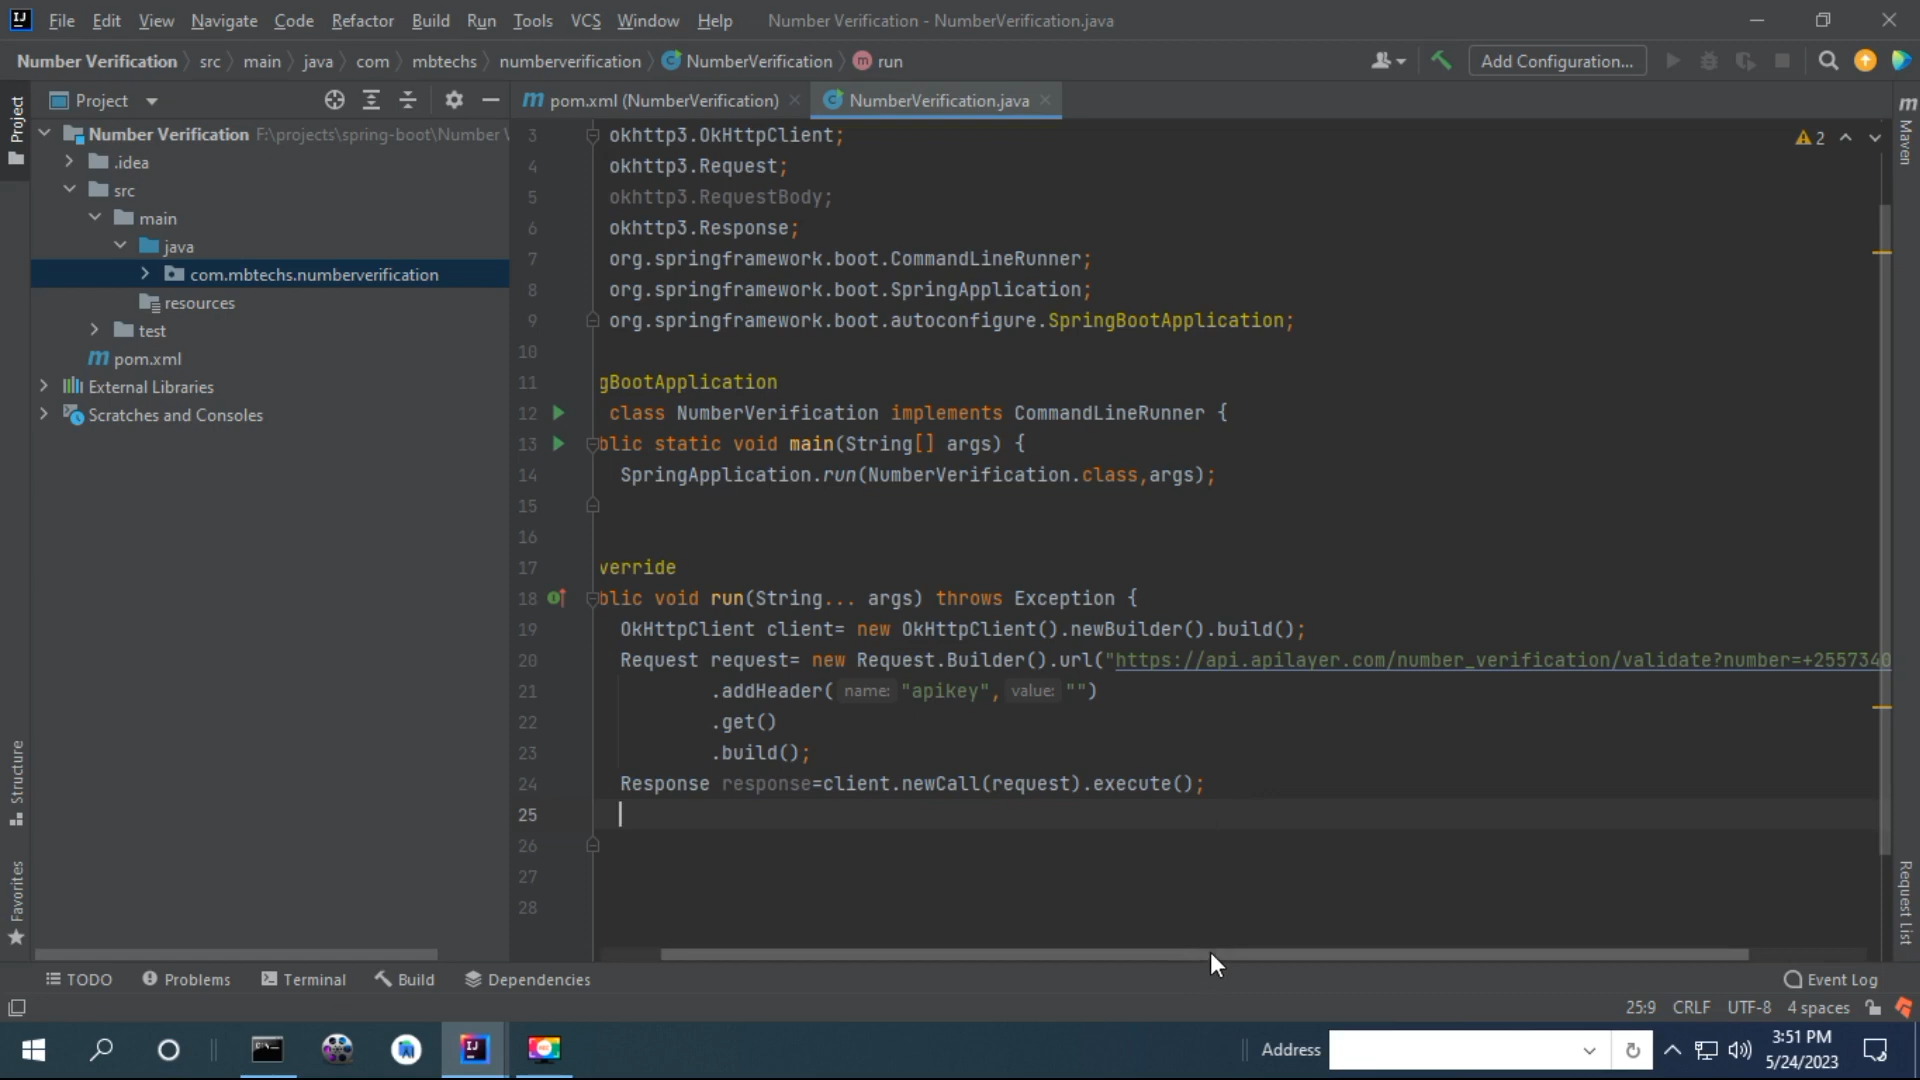 File Edit View Navigate Code Refactor Build Run Tools VCS Window Help Number Verification - NumberVerification.java
Number Verification src main java com mbtechs numberverification NumberVerification run Add Configuration...
Project
pom.xml (NumberVerification) NumberVerification.java
Number Verification F:\projects\spring-boot\Number
.idea
src
main
java
com.mbtechs.numberverification
resources
test
pom.xml
External Libraries
Scratches and Consoles
3 okhttp3.OkHttpClient;
4 okhttp3.Request;
5 okhttp3.RequestBody;
6 okhttp3.Response;
7 org.springframework.boot.CommandLineRunner;
8 org.springframework.boot.SpringApplication;
9 org.springframework.boot.autoconfigure.SpringBootApplication;
10
11 gBootApplication
12 class NumberVerification implements CommandLineRunner {
13 blic static void main(String[] args) {
14 SpringApplication.run(NumberVerification.class,args);
15
16
17 verride
18 blic void run(String... args) throws Exception {
19 OkHttpClient client= new OkHttpClient().newBuilder().build();
20 Request request= new Request.Builder().url("https://api.apilayer.com/number_verification/validate?number=+2557340
21 .addHeader( name: "apikey", value: "")
22 .get()
23 .build();
24 Response response=client.newCall(request).execute();
25
26
27
28
2
Project
Structure
Favorites
Maven
Request List
TODO Problems Terminal Build Dependencies Event Log
25:9 CRLF UTF-8 4 spaces
Address
3:51 PM
5/24/2023